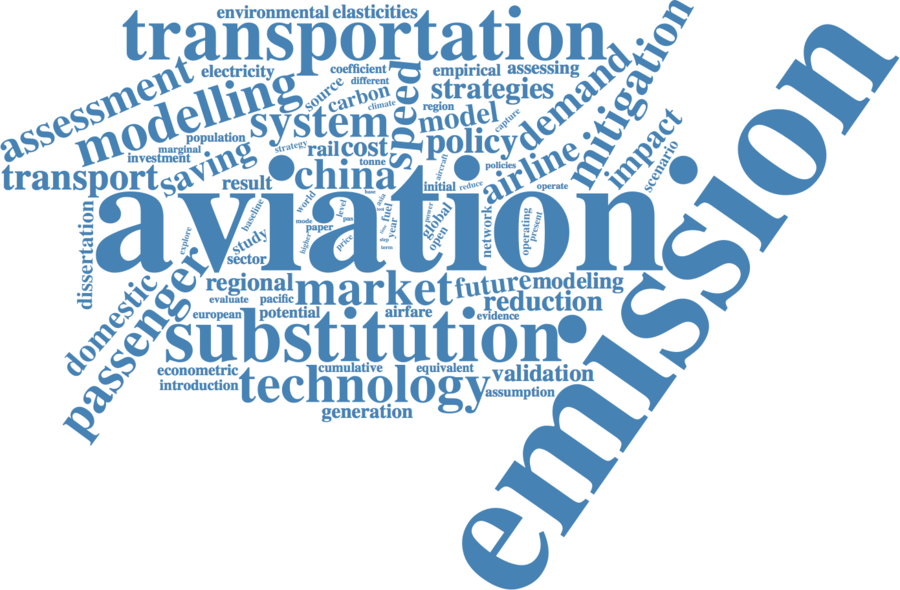 environmental elasticities
transportation
electricity
coefficient
different
empirical
assessing
assessment
modelling
source
carbon
climate
speed
strategies
region
capture
demand
mitigation
emission
population
marginal
investment
system
strategy
rail
cost
tonne
model
policy
policies
airline
impact
scenario
transport
saving
result
china
aircraft
initial
reduce
operate
base
aviation
dissertation
explore
baseline
study
sector
world
mode
paper
higher
level
price
fuel
year
term
step
power
global
open
network
operating
present
domestic
passenger
regional
market
future
modeling
evaluate
pacific
reduction
european
potential
airfare
evidence
substitution
econometric
cumulative
equivalent
validation
introduction
technology
assumption
generation